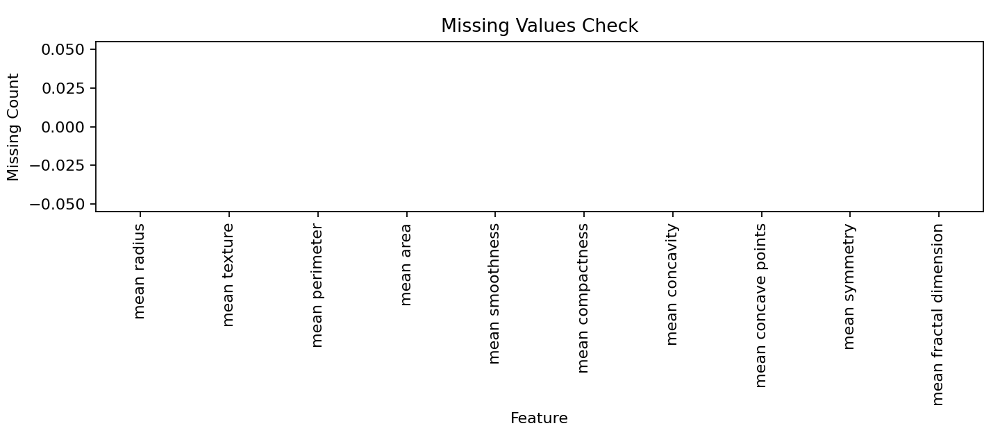 Missing Values Check
Missing Count
0.050
0.025
0.000
−0.025
−0.050
mean radius
mean texture
mean perimeter
mean area
mean smoothness
mean compactness
mean concavity
mean concave points
mean symmetry
mean fractal dimension
Feature